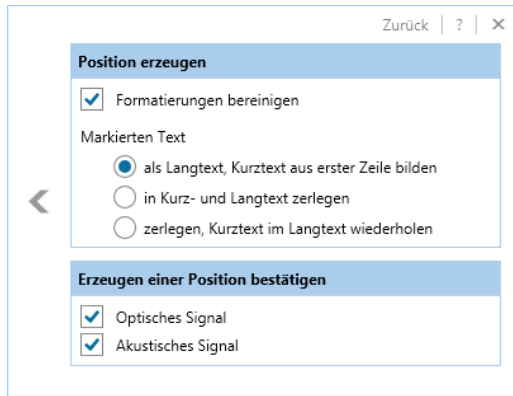 Zurück | ? | ✕
Position erzeugen
Formatierungen bereinigen
Markierten Text
als Langtext, Kurztext aus erster Zeile bilden
in Kurz- und Langtext zerlegen
zerlegen, Kurztext im Langtext wiederholen
Erzeugen einer Position bestätigen
Optisches Signal
Akustisches Signal